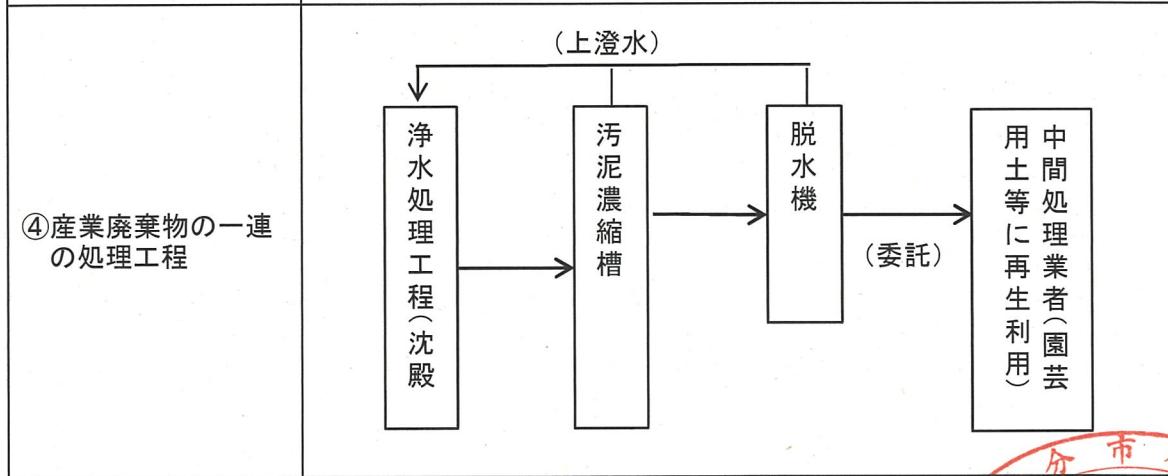 ④産業廃棄物の一連
の処理工程
(上澄水)
浄水処理工程(沈殿
汚泥濃縮槽
脱水機
(委託)
中間処理業者(園芸
用土等に再生利用)
分市